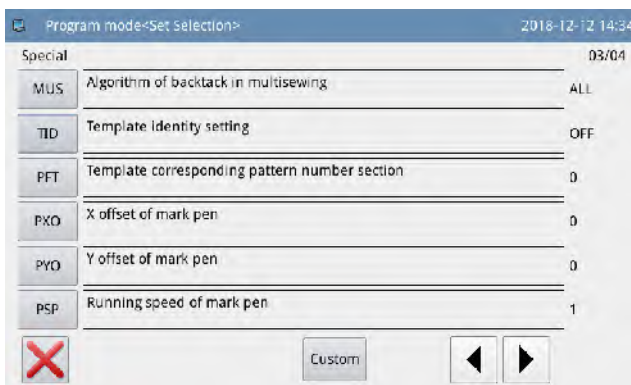 Program mode<Set Selection> 2018-12-12 14:34
Special 03/04
MUS Algorithm of backtack in multisewing ALL
TID Template identity setting OFF
PFT Template corresponding pattern number section 0
PXO X offset of mark pen 0
PYO Y offset of mark pen 0
PSP Running speed of mark pen 1
Custom